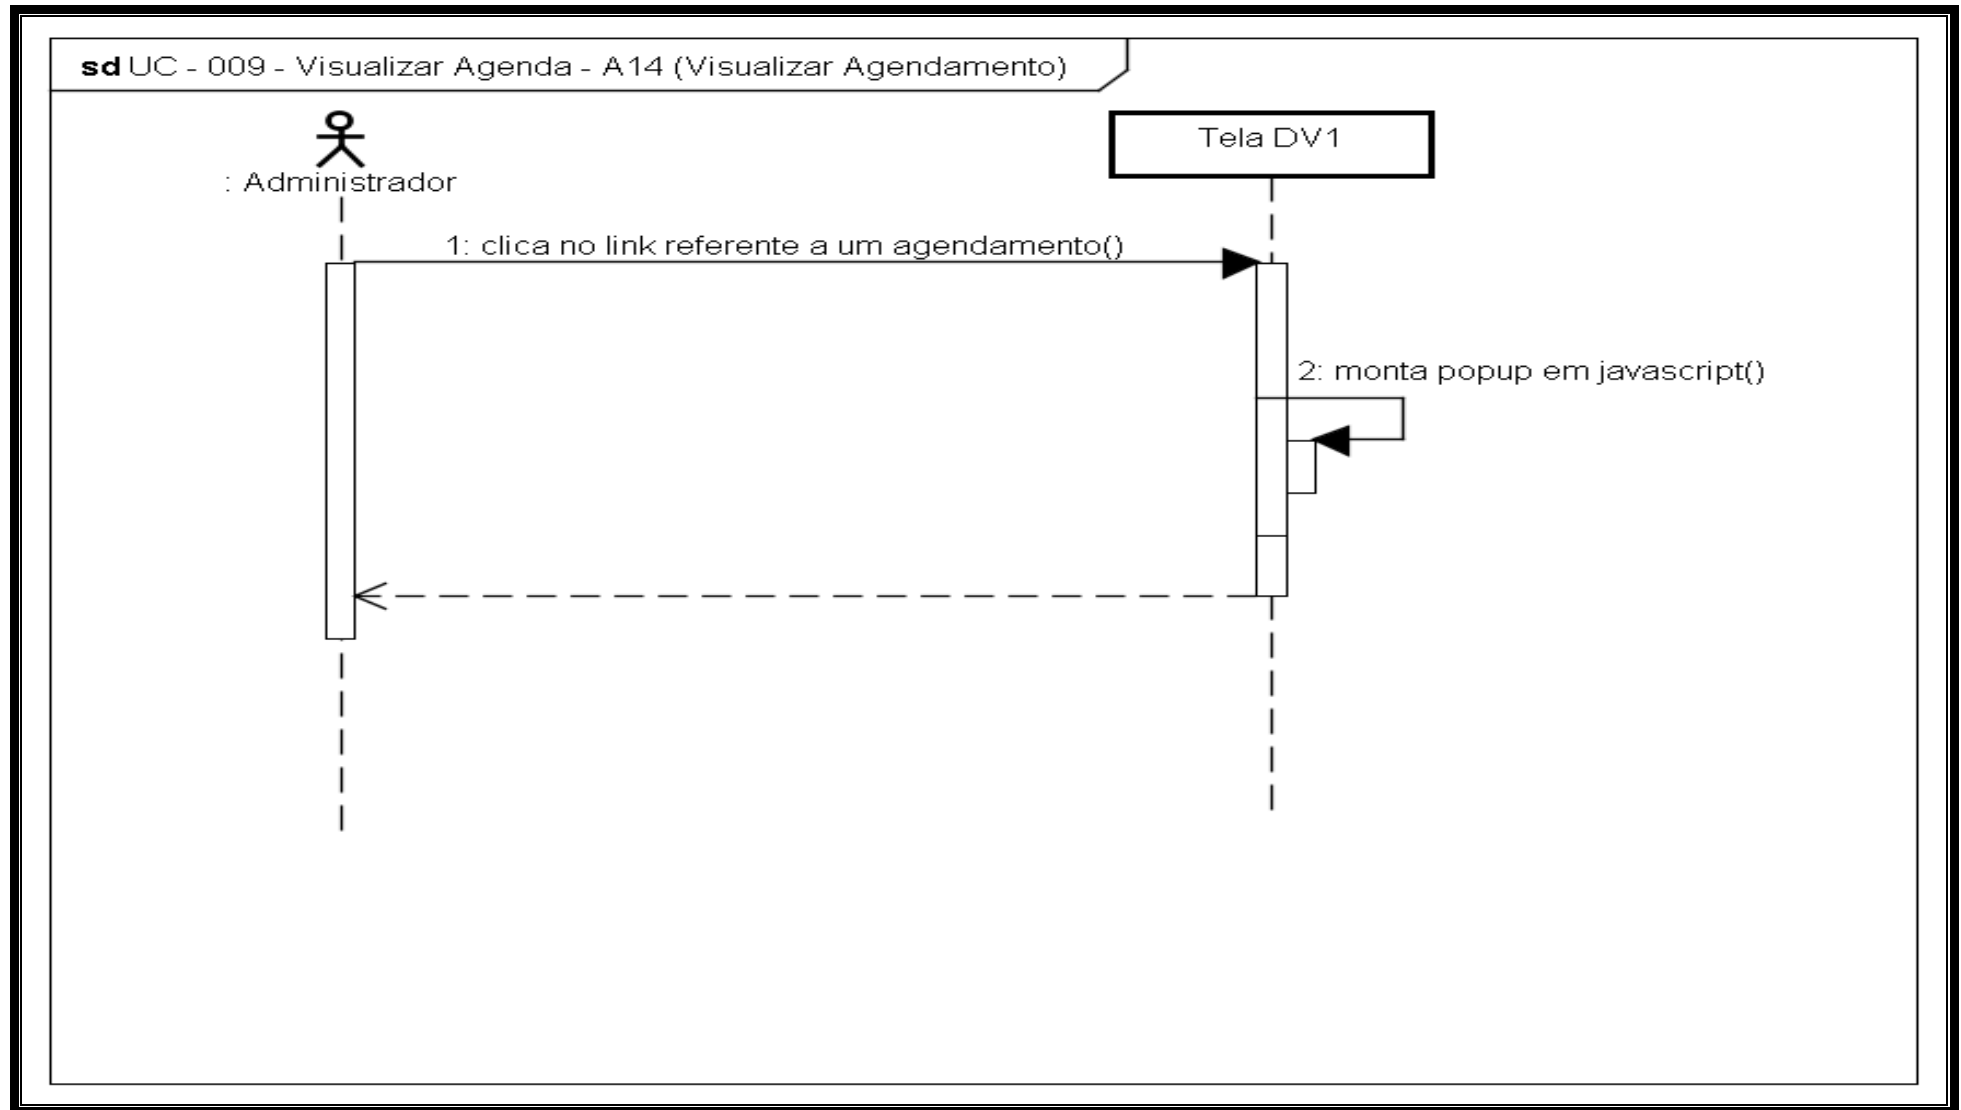 sd UC - 009 - Visualizar Agenda - A14 (Visualizar Agendamento)
: Administrador
Tela DV1
1: clica no link referente a um agendamento()
2: monta popup em javascript()